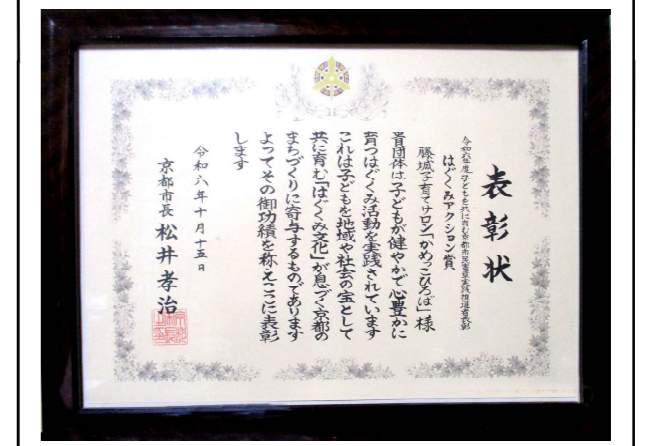 表彰状
令和六年度子どもを共に育む京都市民憲章実践推進者表彰
はぐくみアクション賞
藤城子育てサロン「かめっこひろば」様
貴団体は子どもが健やかで心豊かに
育つはぐくみ活動を実践されています
これは子どもを地域や社会の宝として
共に育む「はぐくみ文化」が息づく京都の
まちづくりに寄与するものであります
よってその御功績を称えここに表彰
します
令和六年十月十五日
京都市長 松井孝治